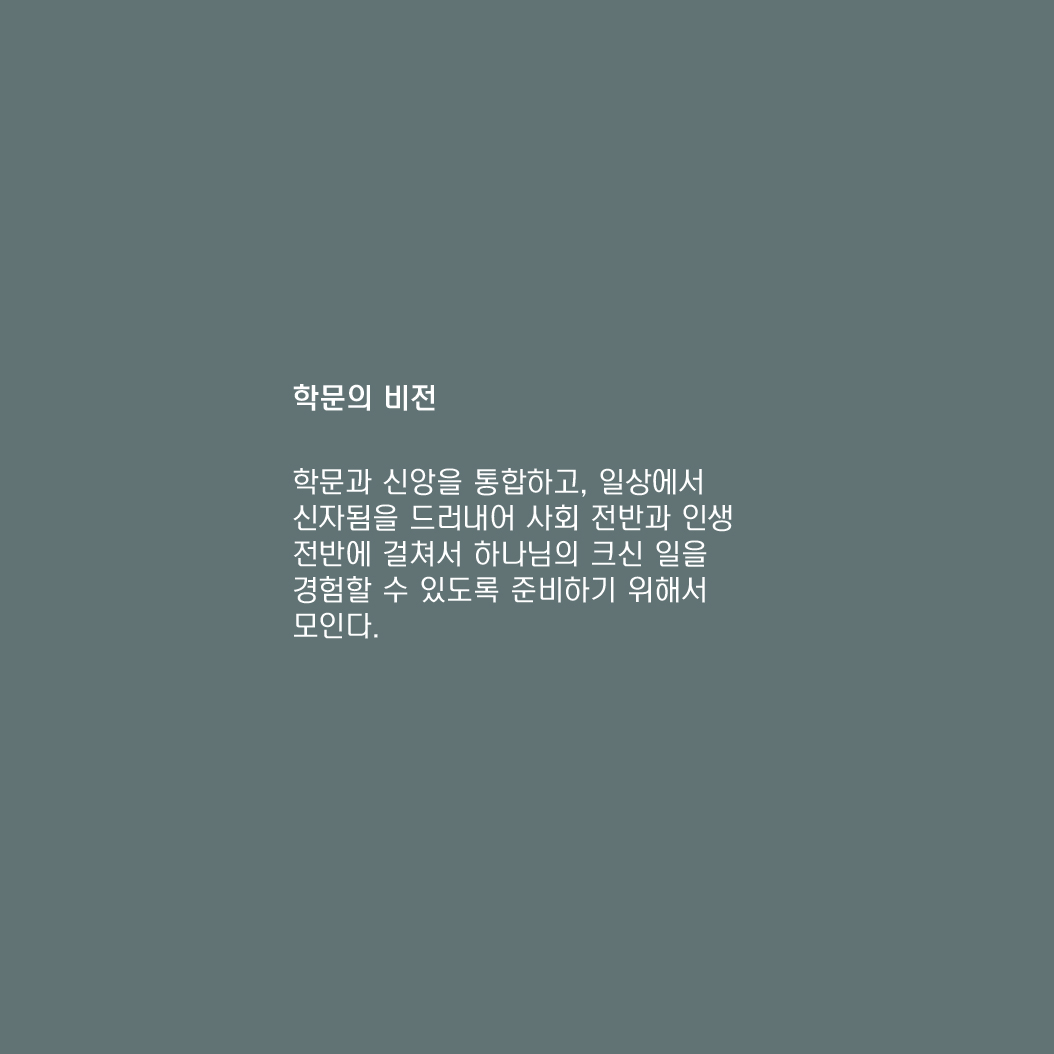 학문의 비전
학문과 신앙을 통합하고, 일상에서
신자됨을 드러내어 사회 전반과 인생
전반에 걸쳐서 하나님의 크신 일을
경험할 수 있도록 준비하기 위해서
모인다.